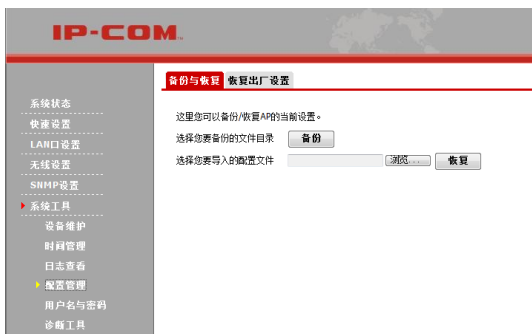 IP-COM
备份与恢复 恢复出厂设置
系统状态
快速设置
LAN口设置
无线设置
SNMP设置
系统工具
设备维护
时间管理
日志查看
配置管理
用户名与密码
诊断工具
这里您可以备份/恢复AP的当前设置。
选择您要备份的文件目录 备份
选择您要导入的配置文件 浏览... 恢复